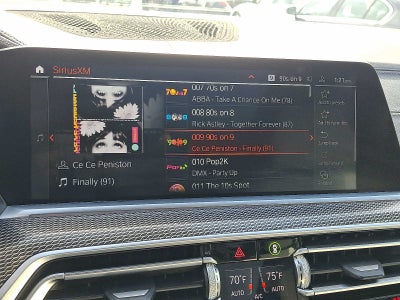 SiriusXM
90s on 9
1:21
007 70s on 7
ABBA - Take A Chance On Me (78)
008 80s on 8
Rick Astley - Together Forever (87)
009 90s on 9
Ce Ce Peniston - Finally (91)
010 Pop2K
DMX - Party Up
011 The 10s Spot
Ce Ce Peniston
Finally (91)
70°F
AUTO
A/C
75°F
AUTO